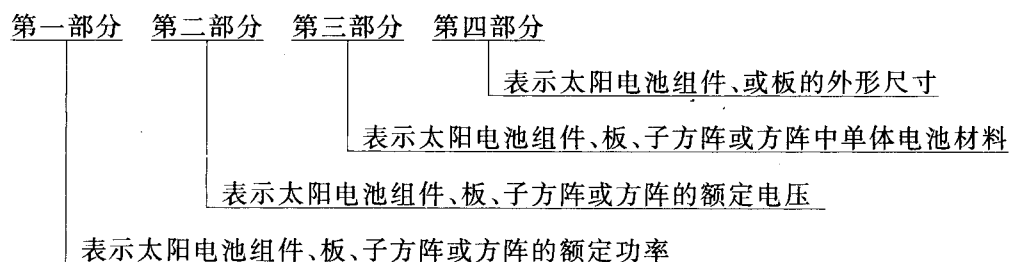 第一部分 第二部分 第三部分 第四部分
表示太阳电池组件、或板的外形尺寸
表示太阳电池组件、板、子方阵或方阵中单体电池材料
表示太阳电池组件、板、子方阵或方阵的额定电压
表示太阳电池组件、板、子方阵或方阵的额定功率